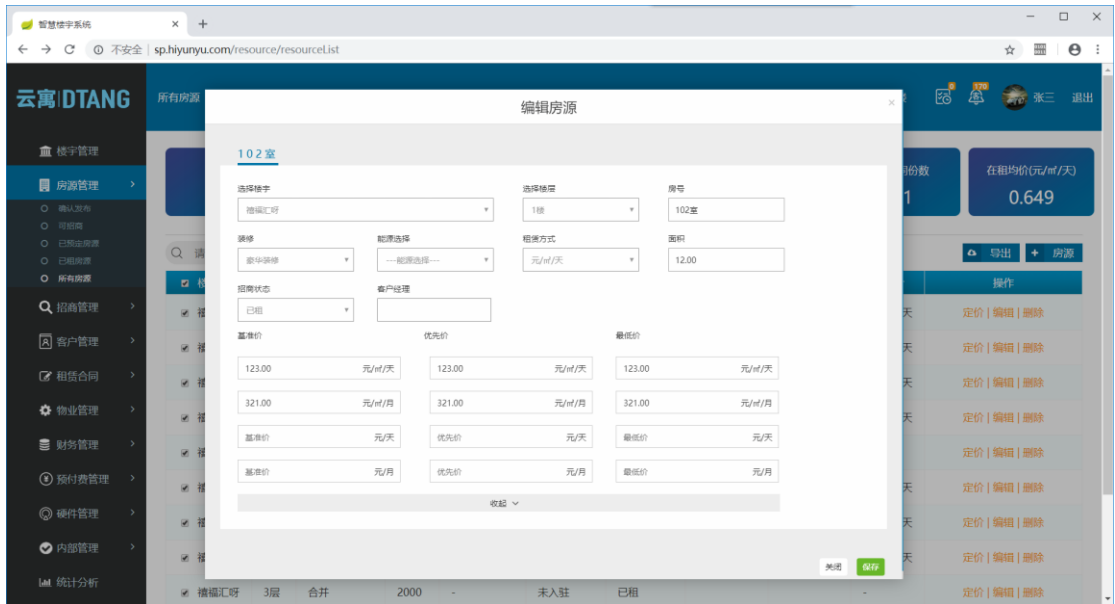 智慧楼宇系统
不安全 sp.hiyunyu.com/resource/resourceList
云寓 DTANG
所有房源
170
张三 退出
楼宇管理
房源管理
确认发布
可招商
已预定房源
已租房源
所有房源
招商管理
客户管理
租赁合同
物业管理
财务管理
预付费管理
硬件管理
内部管理
统计分析
编辑房源
102室
选择楼宇 选择楼层 房号
禧福汇呀 1楼 102室
装修 能源选择 租赁方式 面积
豪华装修 ---能源选择--- 元/㎡/天 12.00
招商状态 客户经理
已租
基准价 优先价 最低价
123.00 元/㎡/天 123.00 元/㎡/天 123.00 元/㎡/天
321.00 元/㎡/月 321.00 元/㎡/月 321.00 元/㎡/月
基准价 元/天 优先价 元/天 最低价 元/天
基准价 元/月 优先价 元/月 最低价 元/月
收起
关闭 保存
份数
在租均价(元/㎡/天)
0.649
导出 + 房源
操作
天 定价 | 编辑 | 删除
天 定价 | 编辑 | 删除
天 定价 | 编辑 | 删除
天 定价 | 编辑 | 删除
定价 | 编辑 | 删除
天 定价 | 编辑 | 删除
天 定价 | 编辑 | 删除
天 定价 | 编辑 | 删除
禧福汇呀 3层 合并 2000 - 未入驻 已租 - 定价 | 编辑 | 删除